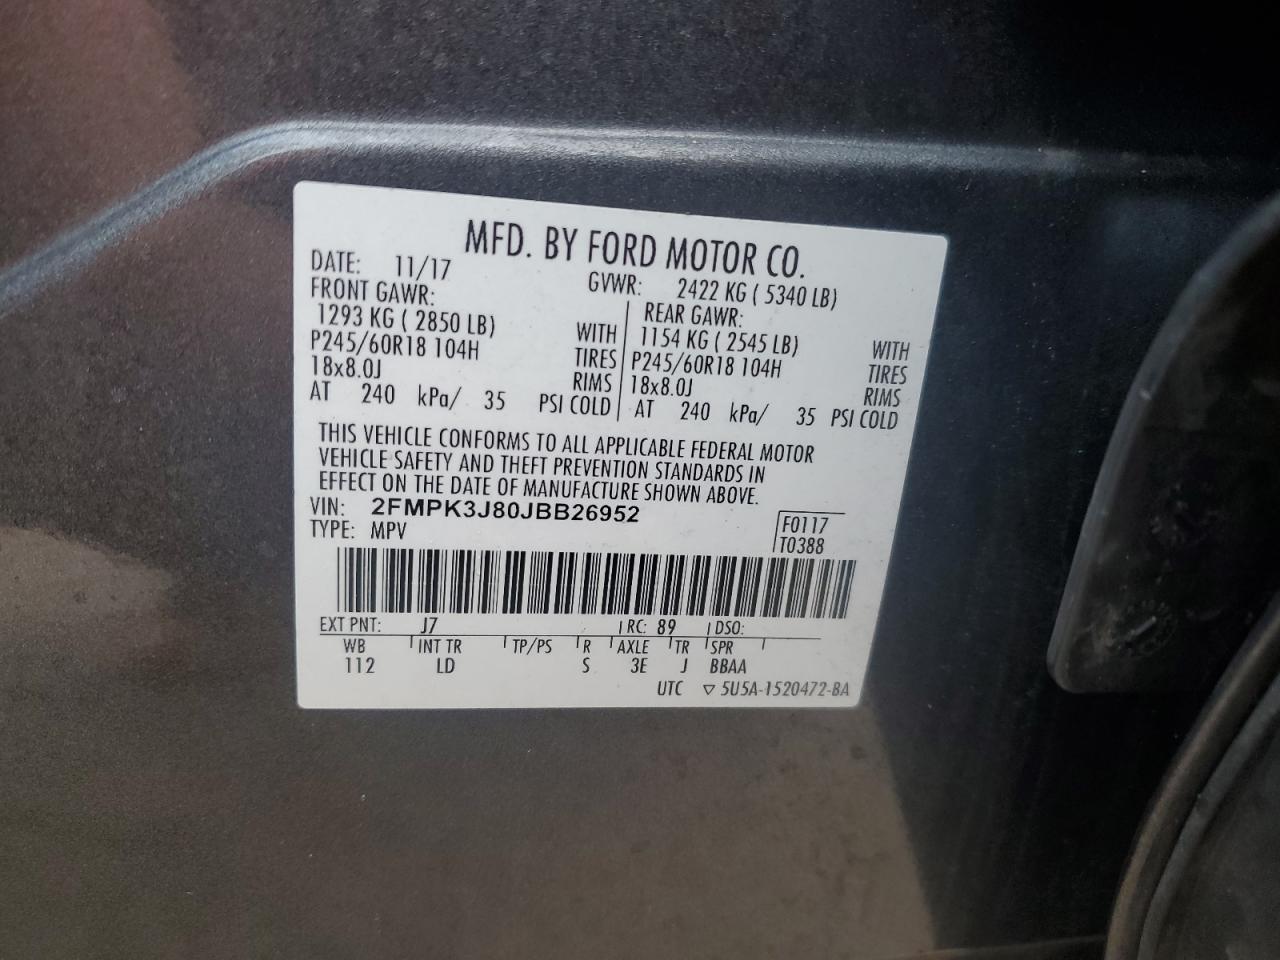 MFD. BY FORD MOTOR CO.
DATE: 11/17 GVWR: 2422 KG ( 5340 LB)
FRONT GAWR: REAR GAWR:
1293 KG ( 2850 LB) WITH 1154 KG ( 2545 LB) WITH
P245/60R18 104H TIRES P245/60R18 104H TIRES
18x8.0J RIMS 18x8.0J RIMS
AT 240 kPa/ 35 PSI COLD AT 240 kPa/ 35 PSI COLD
THIS VEHICLE CONFORMS TO ALL APPLICABLE FEDERAL MOTOR
VEHICLE SAFETY AND THEFT PREVENTION STANDARDS IN
EFFECT ON THE DATE OF MANUFACTURE SHOWN ABOVE.
VIN: 2FMPK3J80JBB26952 F0117
TYPE: MPV T0388
EXT PNT: J7 RC: 89 DSO:
WB INT TR TP/PS R AXLE TR SPR
112 LD S 3E J BBAA
UTC ▽ 5U5A-1520472-BA